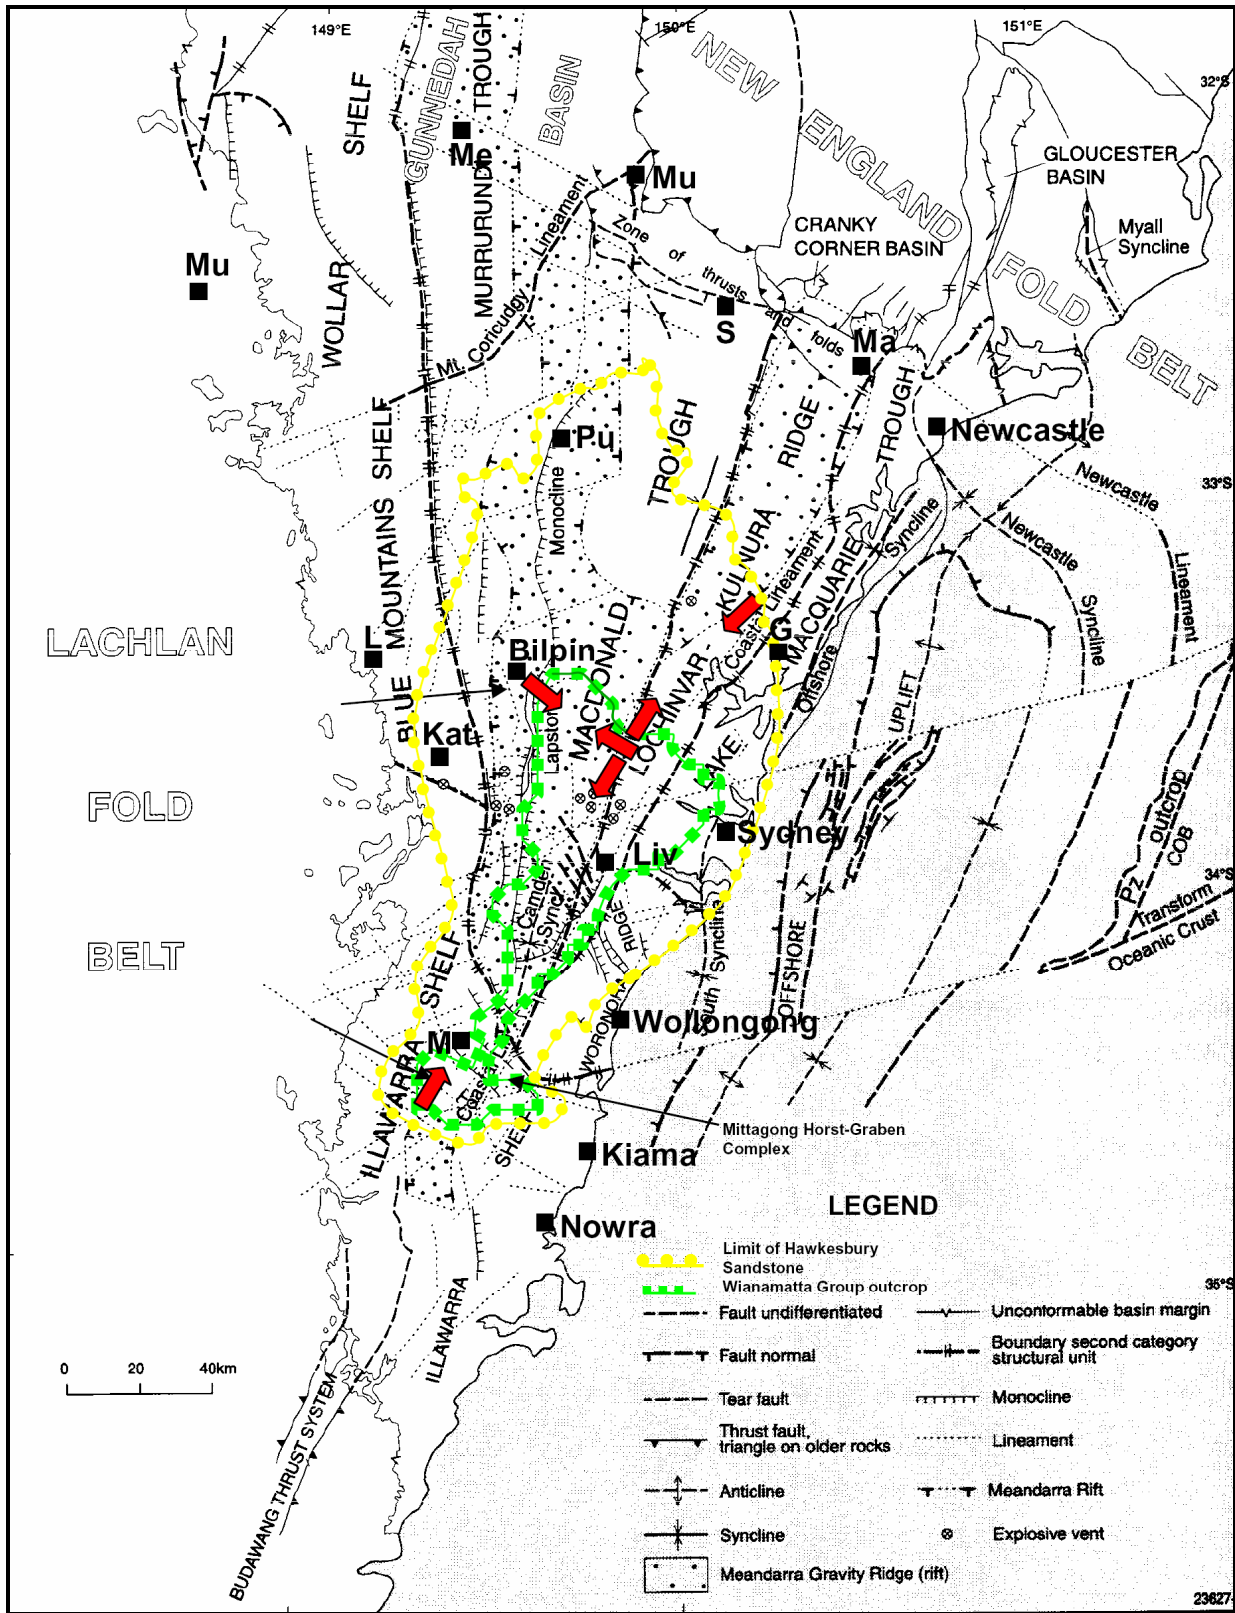 149°E
150°E
151°E
32°S
33°S
34°S
35°S
SHELF
GUNNEDAH
TROUGH
BASIN
NEW
ENGLAND
FOLD
BELT
Me
MURRURUNDI
Mu
Mu
GLOUCESTER
BASIN
Myall
Syncline
CRANKY
CORNER BASIN
Zone
of
thrusts
and
folds
Mt.
Coricudgy
Lineament
WOLLAR
S
Ma
SHELF
MOUNTAINS
BLUE
Pu
Monocline
TROUGH
RIDGE
TROUGH
Newcastle
Newcastle
Lineament
Newcastle
Syncline
KULNURA
Coastal
Lineament
MACQUARIE
Syncline
Offshore
G
LACHLAN
FOLD
BELT
L
Bilpin
Kat
Lapstone
MACDONALD
LOCHINVAR
LAKE
UPLIFT
OFFSHORE
Sydney
Liv
Camden
Syncl
RIDGE
WORONORA
South
Syncline
Pz
outcrop
COB
Transform
Oceanic Crust
Wollongong
M
SHELF
ILLAWARRA
Coastal
SHELF
Mittagong Horst-Graben
Complex
Kiama
Nowra
ILLAWARRA
BUDAWANG THRUST SYSTEM
0 20 40km
LEGEND
Limit of Hawkesbury
Sandstone
Wianamatta Group outcrop
Fault undifferentiated
Fault normal
Tear fault
Thrust fault,
triangle on older rocks
Anticline
Syncline
Meandarra Gravity Ridge (rift)
Unconformable basin margin
Boundary second category
structural unit
Monocline
Lineament
Meandarra Rift
Explosive vent
23627-